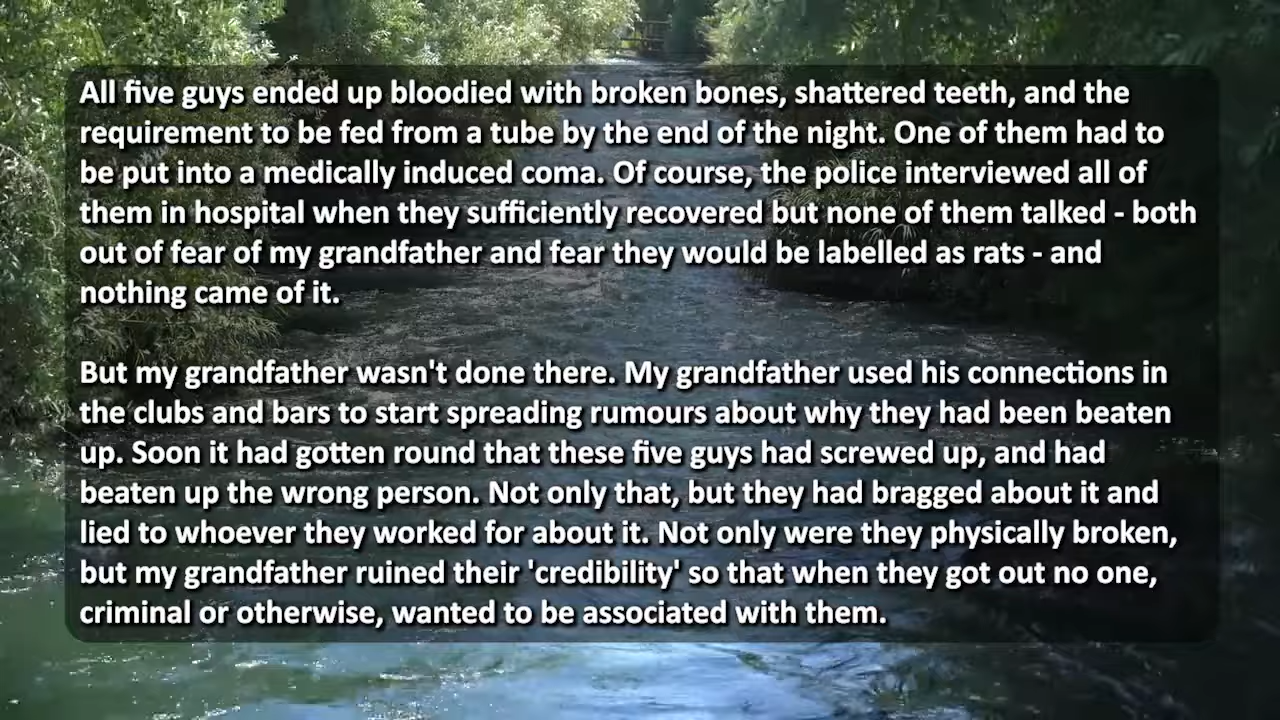 All five guys ended up bloodied with broken bones, shattered teeth, and the
requirement to be fed from a tube by the end of the night. One of them had to
be put into a medically induced coma. Of course, the police interviewed all of
them in hospital when they sufficiently recovered but none of them talked - both
out of fear of my grandfather and fear they would be labelled as rats - and
nothing came of it.
But my grandfather wasn't done there. My grandfather used his connections in
the clubs and bars to start spreading rumours about why they had been beaten
up. Soon it had gotten round that these five guys had screwed up, and had
beaten up the wrong person. Not only that, but they had bragged about it and
lied to whoever they worked for about it. Not only were they physically broken,
but my grandfather ruined their 'credibility' so that when they got out no one,
criminal or otherwise, wanted to be associated with them.